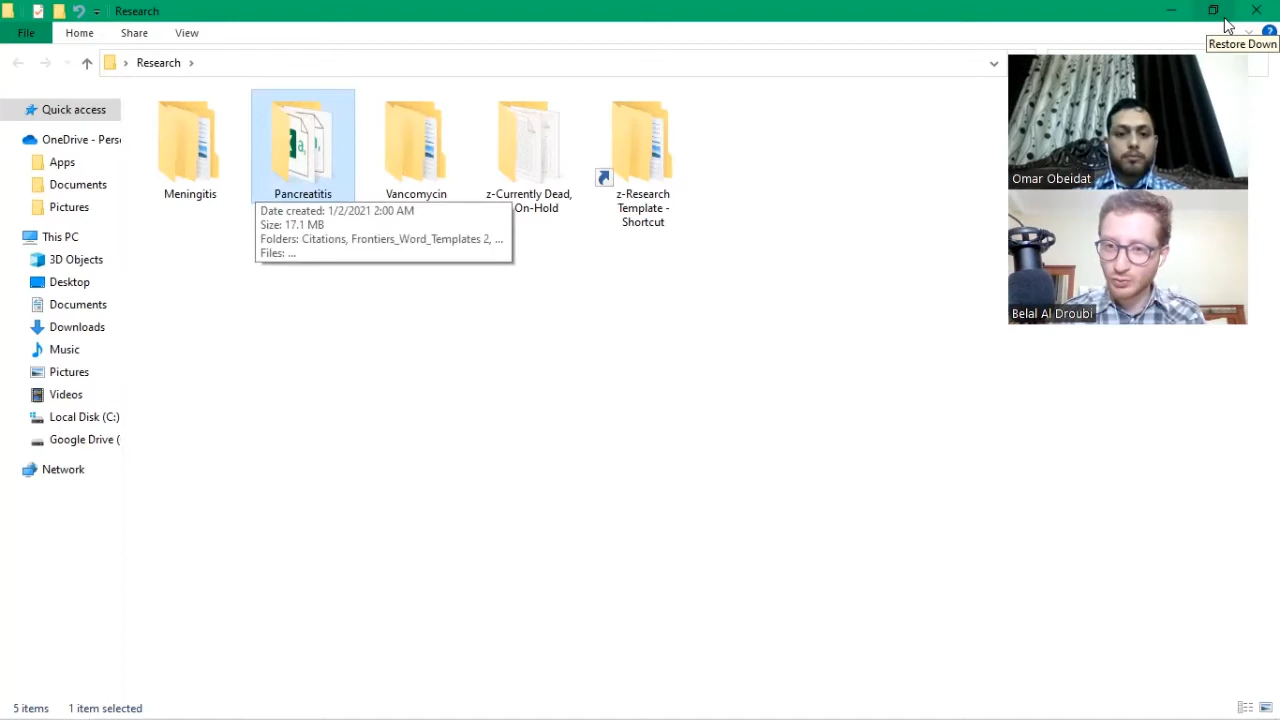 Research
File Home Share View
Restore Down
Research
Quick access
OneDrive - Perso
Apps
Documents
Pictures
This PC
3D Objects
Desktop
Documents
Downloads
Music
Pictures
Videos
Local Disk (C:)
Google Drive (
Network
Meningitis
Pancreatitis
Vancomycin
z-Currently Dead,
On-Hold
z-Research
Template -
Shortcut
Date created: 1/2/2021 2:00 AM
Size: 17.1 MB
Folders: Citations, Frontiers_Word_Templates 2, ...
Files: ...
Omar Obeidat
Belal Al Droubi
5 items 1 item selected